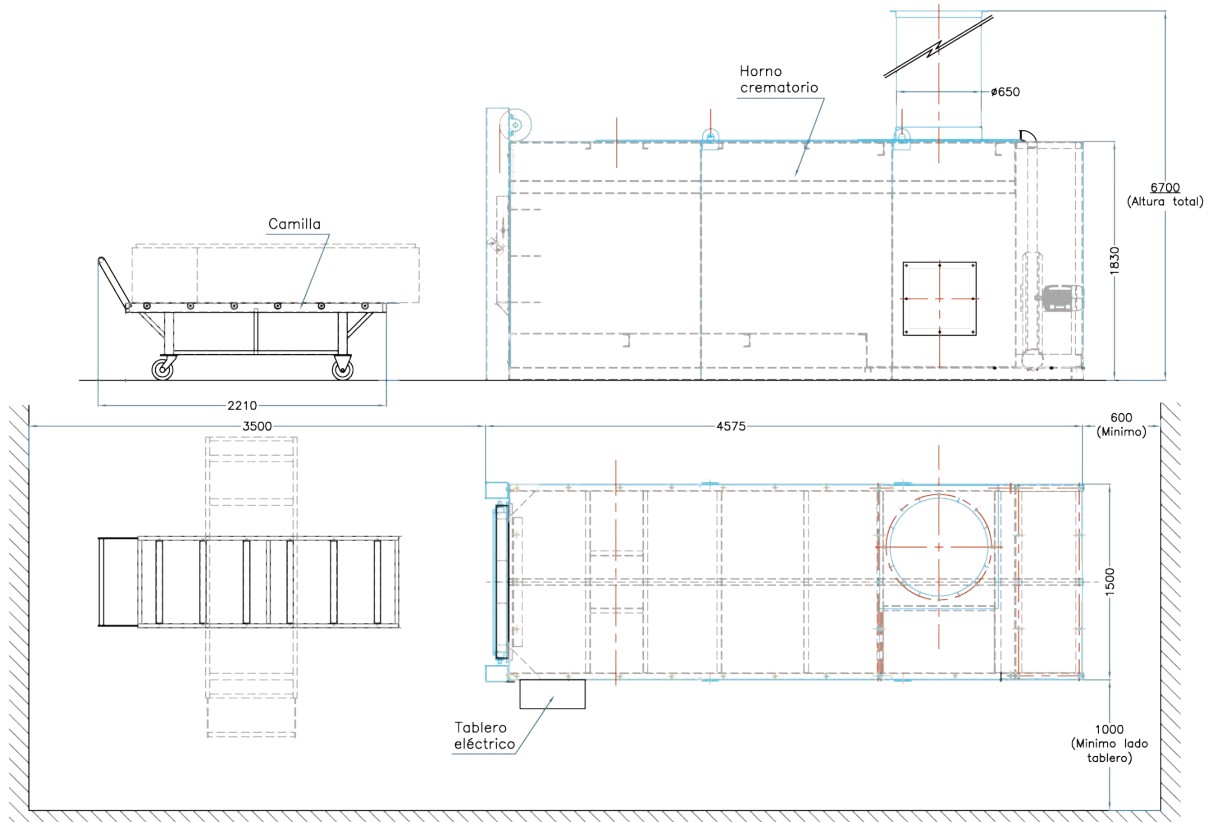 Horno
crematorio
ø650
6700
(Altura total)
1830
Camilla
2210
3500
4575
600
(Minimo)
1500
Tablero
eléctrico
1000
(Minimo lado
tablero)